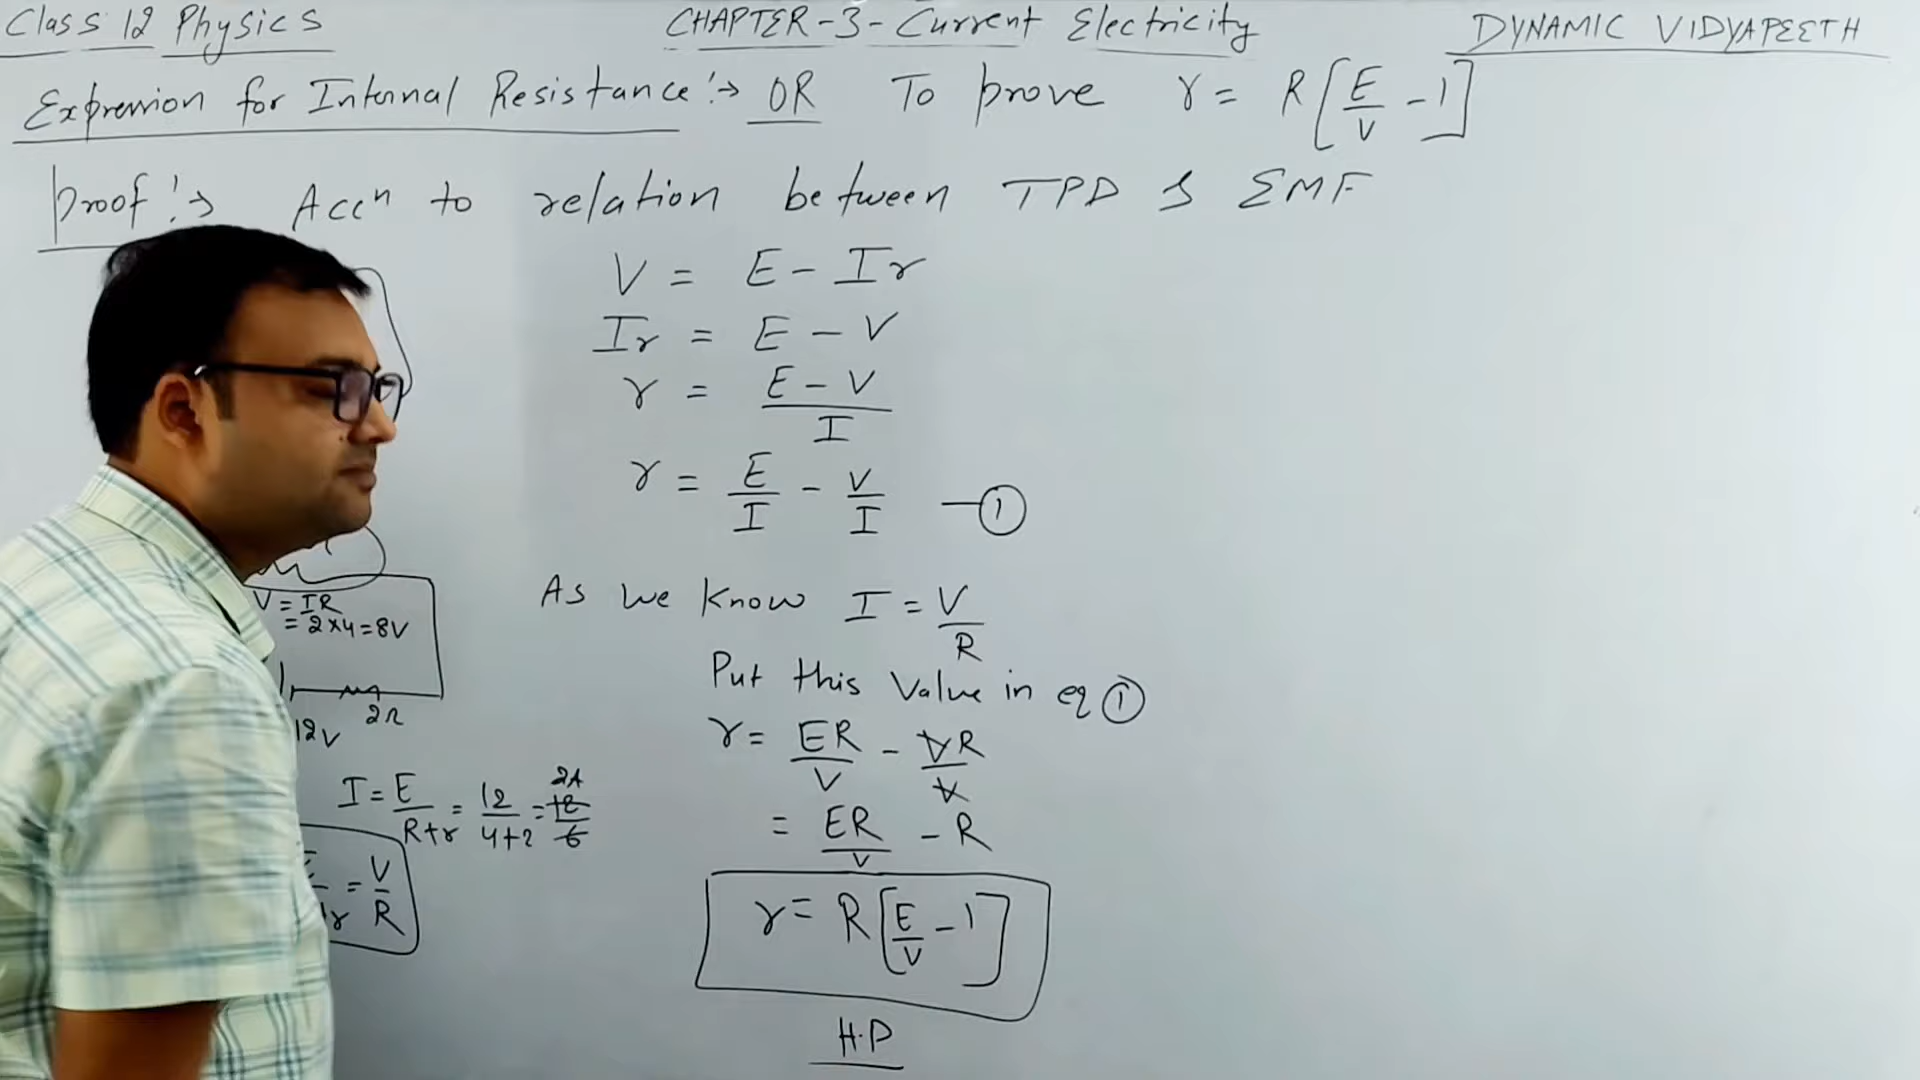 Class 12 Physics CHAPTER-3- Current Electricity DYNAMIC VIDYAPEETH
Expression for Internal Resistance:→ OR To prove r = R[E/V - 1]
Proof:→ Accⁿ to relation between TPD & EMF
V = E - Ir
Ir = E - V
r = E - V / I
r = E/I - V/I —①
As we know I = V/R
Put this Value in eq ①
r = ER/V - VR/V
= ER/V - R
r = R[E/V - 1]
H.P
V = IR
= 2×4=8V
12V
2Ω
I = E/R+r = 12/4+2 = 12/6 2A
= V/R